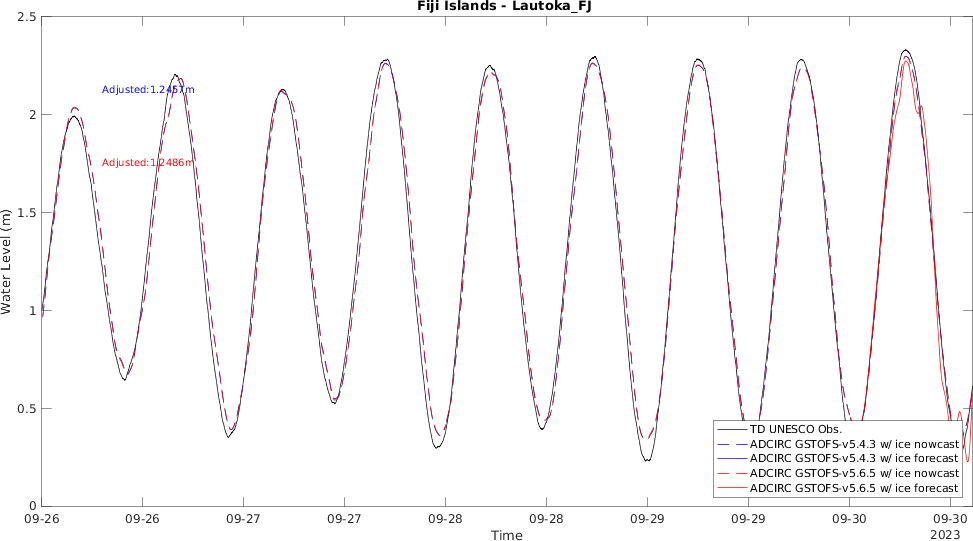 Fiji Islands - Lautoka_FJ
2.5
2
1.5
1
0.5
0
Water Level (m)
Adjusted:1.2457m
Adjusted:1.2486m
TD UNESCO Obs.
ADCIRC GSTOFS-v5.4.3 w/ ice nowcast
ADCIRC GSTOFS-v5.4.3 w/ ice forecast
ADCIRC GSTOFS-v5.6.5 w/ ice nowcast
ADCIRC GSTOFS-v5.6.5 w/ ice forecast
09-26 09-26 09-27 09-27 09-28 09-28 09-29 09-29 09-30 09-30
2023
Time